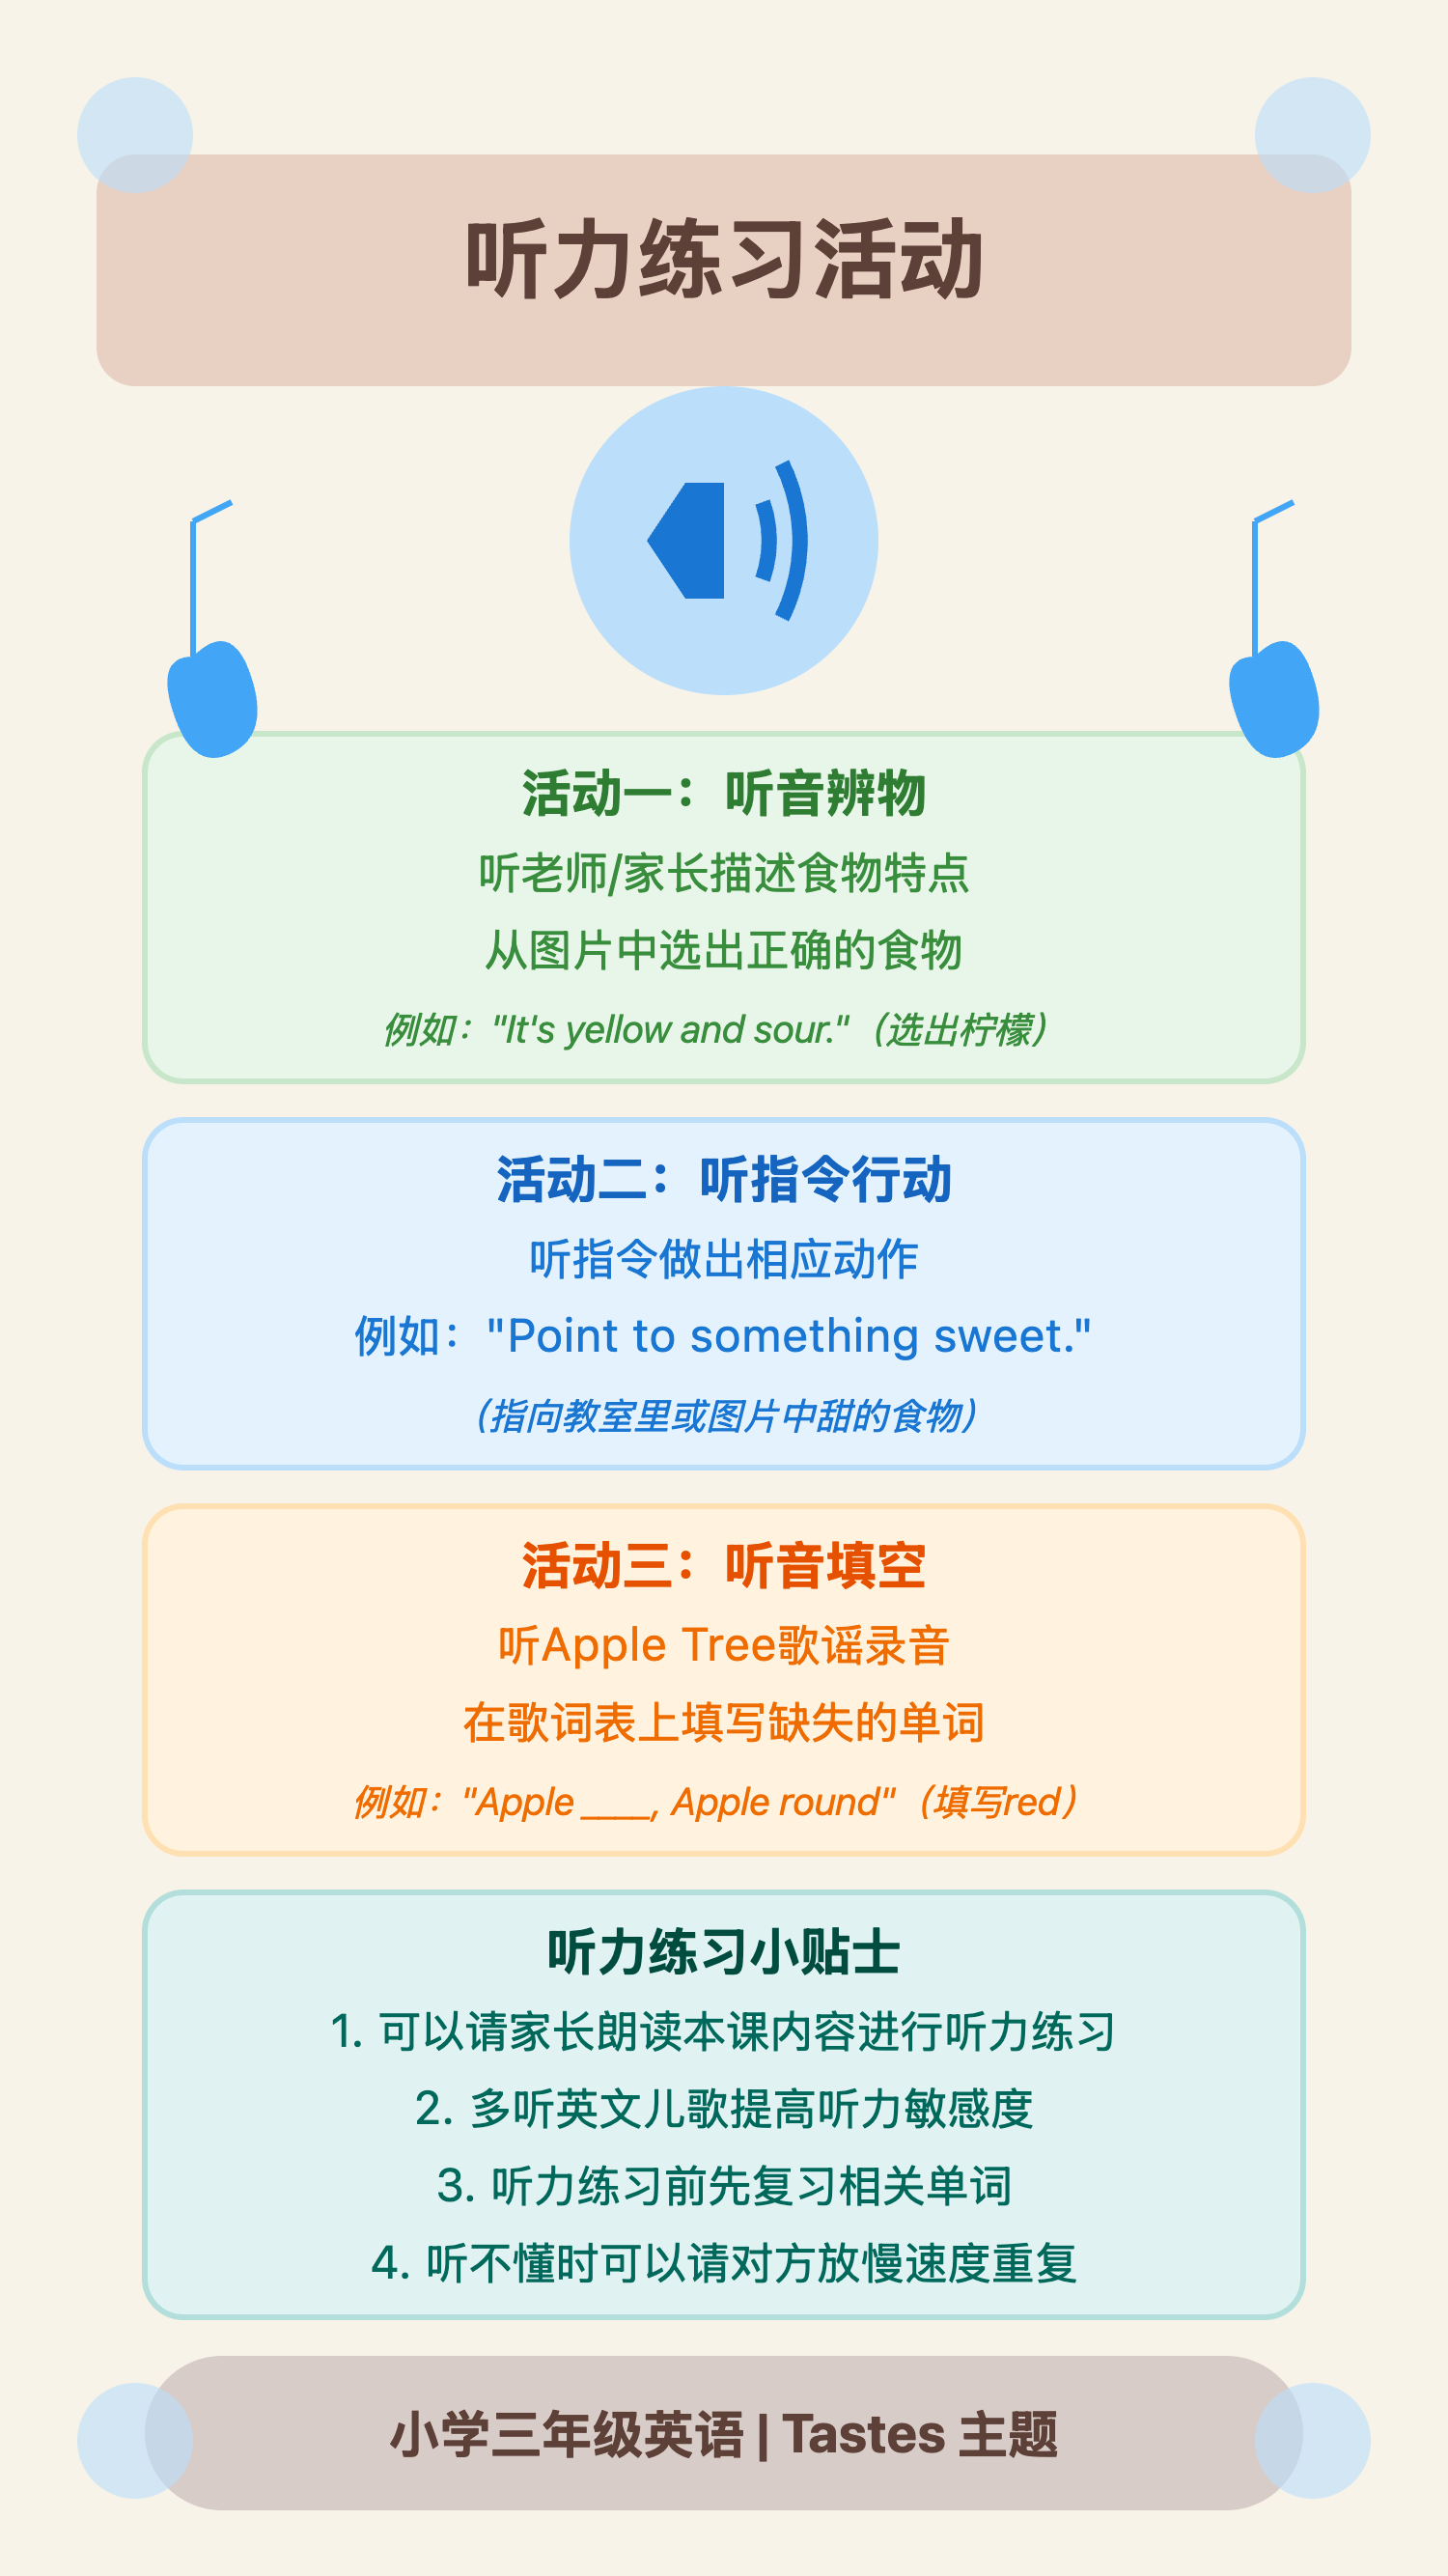 听力练习活动
活动一：听音辨物
听老师/家长描述食物特点
从图片中选出正确的食物
例如："It's yellow and sour."（选出柠檬）
活动二：听指令行动
听指令做出相应动作
例如："Point to something sweet."
（指向教室里或图片中甜的食物）
活动三：听音填空
听Apple Tree歌谣录音
在歌词表上填写缺失的单词
例如："Apple ____, Apple round"（填写red）
听力练习小贴士
1. 可以请家长朗读本课内容进行听力练习
2. 多听英文儿歌提高听力敏感度
3. 听力练习前先复习相关单词
4. 听不懂时可以请对方放慢速度重复
小学三年级英语 | Tastes 主题